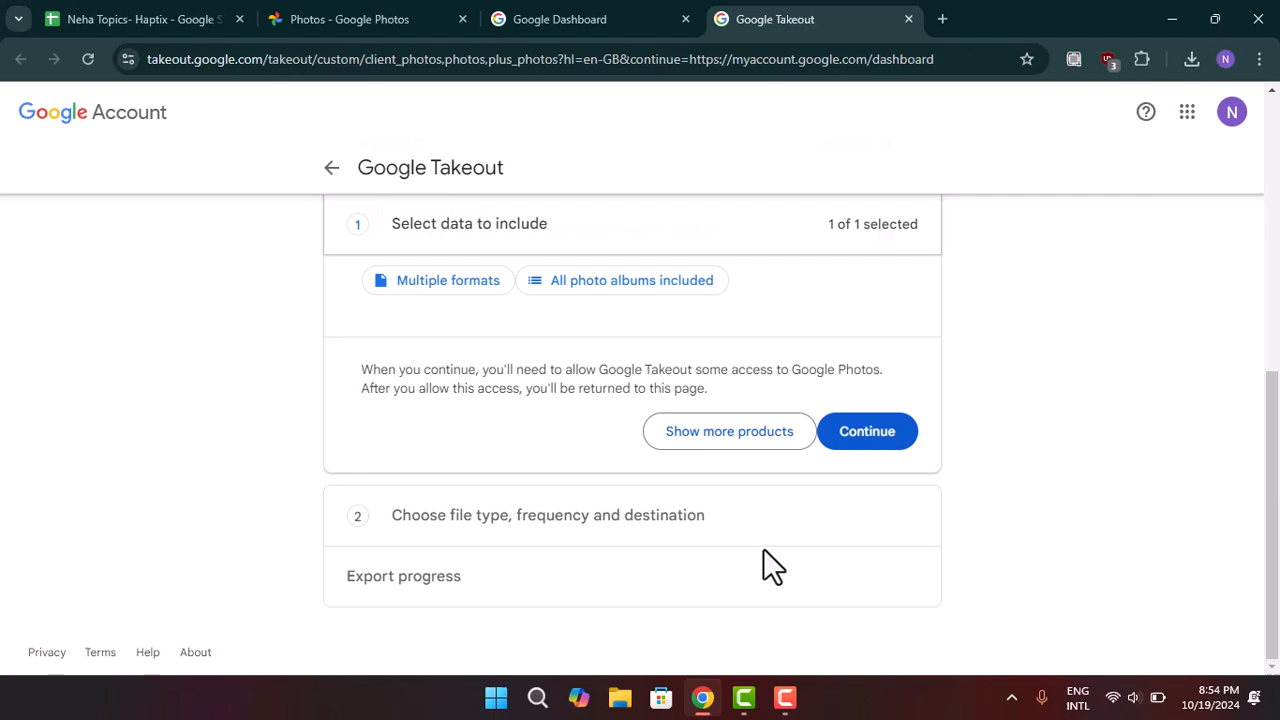 Neha Topics- Haptix - Google S
Photos - Google Photos
Google Dashboard
Google Takeout
takeout.google.com/takeout/custom/client_photos.photos.plus_photos?hl=en-GB&continue=https://myaccount.google.com/dashboard
3
N
Google Account
N
Google Takeout
1
Select data to include
1 of 1 selected
Multiple formats
All photo albums included
When you continue, you'll need to allow Google Takeout some access to Google Photos.
After you allow this access, you'll be returned to this page.
Show more products
Continue
2
Choose file type, frequency and destination
Export progress
Privacy
Terms
Help
About
ENG
INTL
8:54 PM
10/19/2024